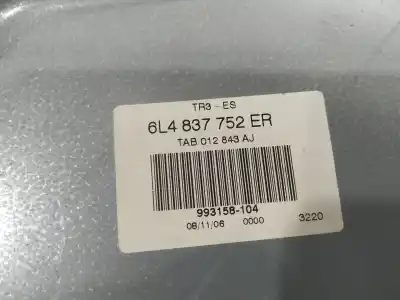 TR3-ES
6L4 837 752 ER
TAB 012 843 AJ
993158-104
08/11/06 0000 3220